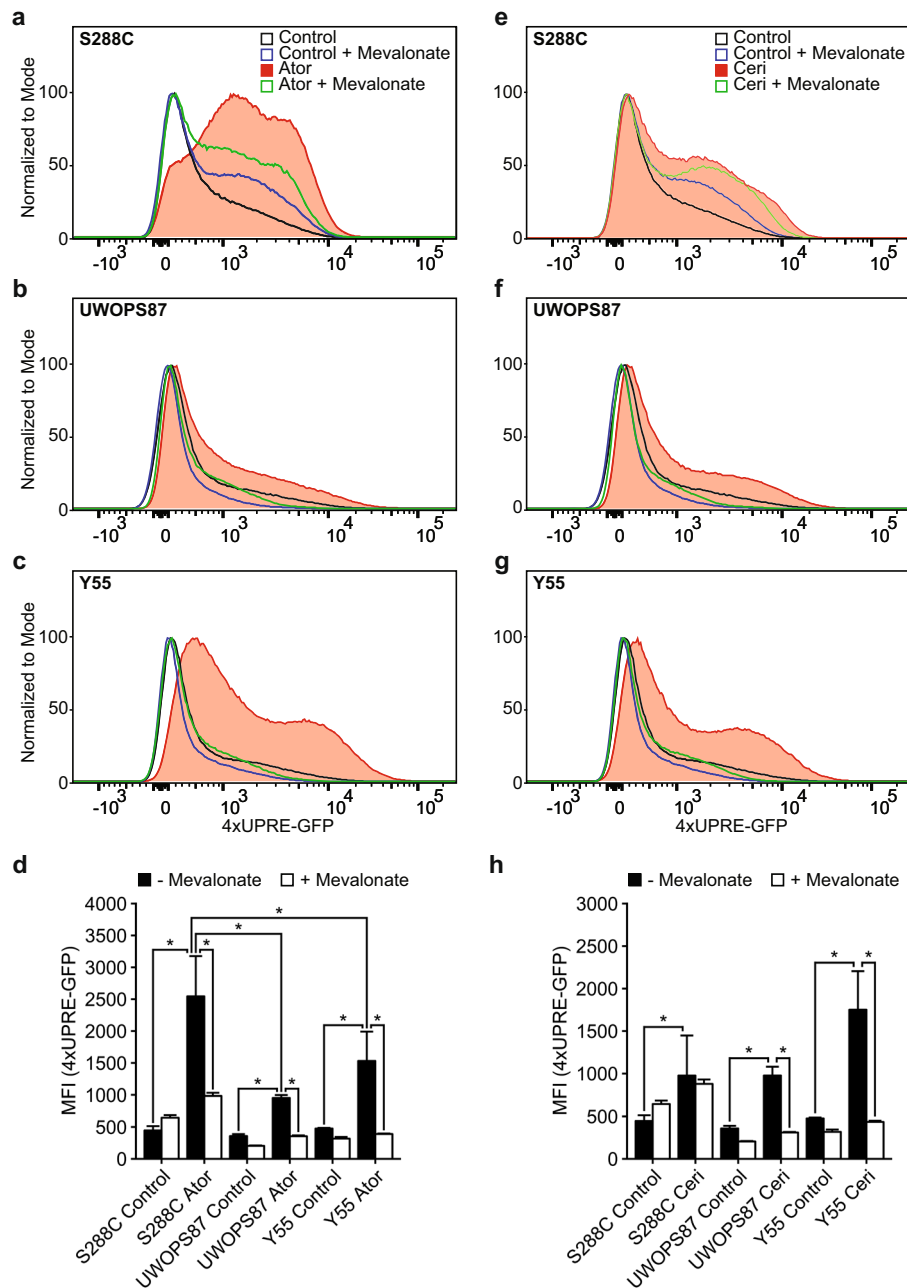 a
S288C
Control
Control + Mevalonate
Ator
Ator + Mevalonate
Normalized to Mode
100
50
0
-10³ 0 10³ 10⁴ 10⁵
b
UWOPS87
Normalized to Mode
100
50
0
-10³ 0 10³ 10⁴ 10⁵
c
Y55
Normalized to Mode
100
50
0
-10³ 0 10³ 10⁴ 10⁵
4xUPRE-GFP
d
- Mevalonate + Mevalonate
MFI (4xUPRE-GFP)
4000
3500
3000
2500
2000
1500
1000
500
0
* * * * * * * *
S288C Control
S288C Ator
UWOPS87 Control
UWOPS87 Ator
Y55 Control
Y55 Ator
e
S288C
Control
Control + Mevalonate
Ceri
Ceri + Mevalonate
100
50
0
-10³ 0 10³ 10⁴ 10⁵
f
UWOPS87
100
50
0
-10³ 0 10³ 10⁴ 10⁵
g
Y55
100
50
0
-10³ 0 10³ 10⁴ 10⁵
4xUPRE-GFP
h
- Mevalonate + Mevalonate
MFI (4xUPRE-GFP)
3000
2500
2000
1500
1000
500
0
* * * * *
S288C Control
S288C Ceri
UWOPS87 Control
UWOPS87 Ceri
Y55 Control
Y55 Ceri